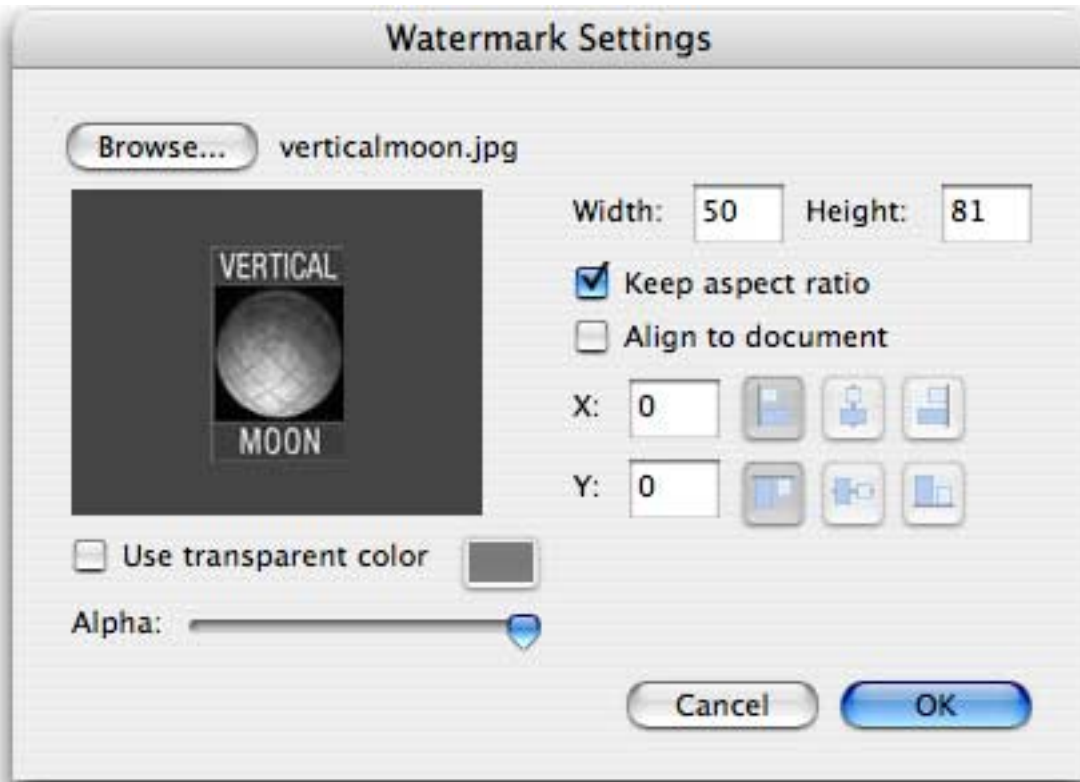 Watermark Settings
Browse... verticalmoon.jpg
VERTICAL
MOON
Width: 50 Height: 81
Keep aspect ratio
Align to document
X: 0
Y: 0
Use transparent color
Alpha:
Cancel OK